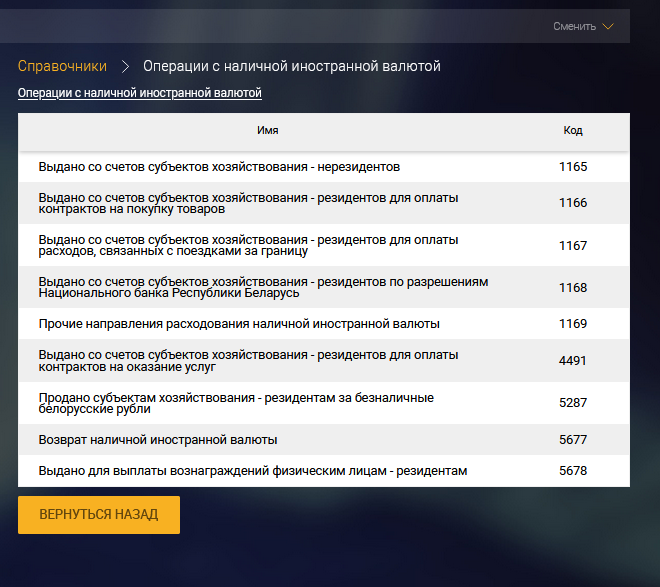 Сменить
Справочники
Операции с наличной иностранной валютой
Операции с наличной иностранной валютой
Имя
Код
Выдано со счетов субъектов хозяйствования - нерезидентов
1165
Выдано со счетов субъектов хозяйствования - резидентов для оплаты
контрактов на покупку товаров
1166
Выдано со счетов субъектов хозяйствования - резидентов для оплаты
расходов, связанных с поездками за границу
1167
Выдано со счетов субъектов хозяйствования - резидентов по разрешениям
Национального банка Республики Беларусь
1168
Прочие направления расходования наличной иностранной валюты
1169
Выдано со счетов субъектов хозяйствования - резидентов для оплаты
контрактов на оказание услуг
4491
Продано субъектам хозяйствования - резидентам за безналичные
белорусские рубли
5287
Возврат наличной иностранной валюты
5677
Выдано для выплаты вознаграждений физическим лицам - резидентам
5678
ВЕРНУТЬСЯ НАЗАД